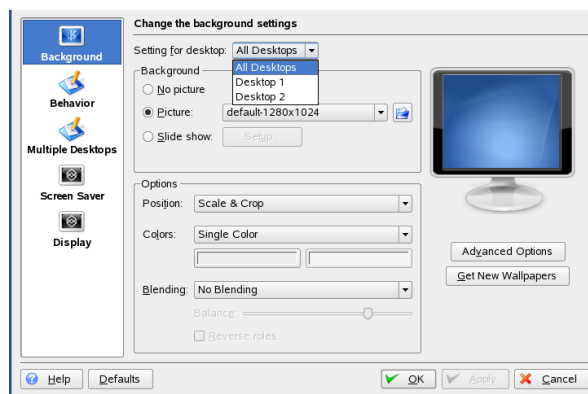 Change the background settings
Background
Behavior
Multiple Desktops
Screen Saver
Display
Setting for desktop: All Desktops
All Desktops
Desktop 1
Desktop 2
Background
No picture
Picture: default-1280x1024
Slide show: Setup...
Options
Position: Scale & Crop
Colors: Single Color
Blending: No Blending
Balance:
Reverse roles
Advanced Options
Get New Wallpapers
Help
Defaults
OK
Apply
Cancel